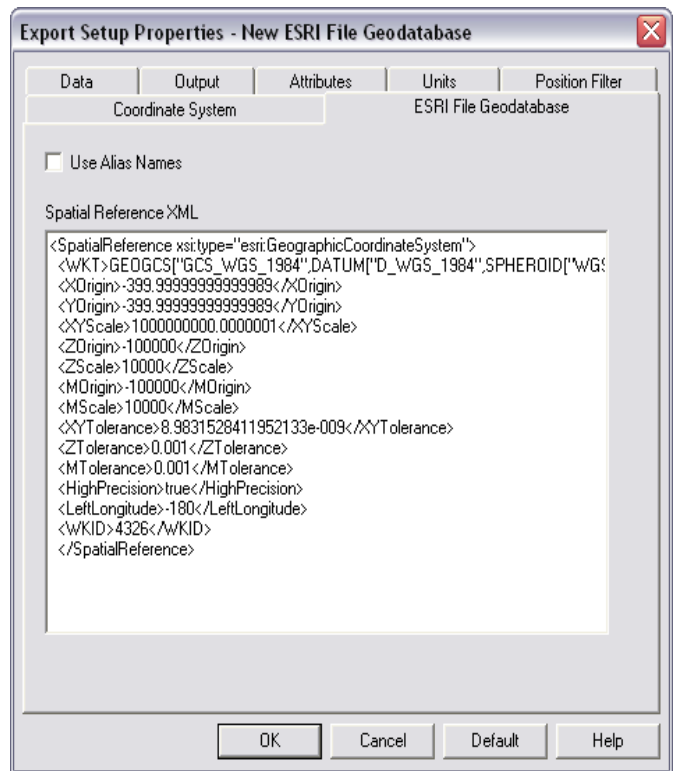 Export Setup Properties - New ESRI File Geodatabase
Data Output Attributes Units Position Filter
Coordinate System ESRI File Geodatabase
Use Alias Names
Spatial Reference XML
<SpatialReference xsi:type="esri:GeographicCoordinateSystem">
<WKT>GEOGCS["GCS_WGS_1984",DATUM["D_WGS_1984",SPHEROID["WGS
<XOrigin>-399.99999999999989</XOrigin>
<YOrigin>-399.99999999999989</YOrigin>
<XYScale>1000000000.0000001</XYScale>
<ZOrigin>-100000</ZOrigin>
<ZScale>10000</ZScale>
<MOrigin>-100000</MOrigin>
<MScale>10000</MScale>
<XYTolerance>8.9831528411952133e-009</XYTolerance>
<ZTolerance>0.001</ZTolerance>
<MTolerance>0.001</MTolerance>
<HighPrecision>true</HighPrecision>
<LeftLongitude>-180</LeftLongitude>
<WKID>4326</WKID>
</SpatialReference>
OK Cancel Default Help